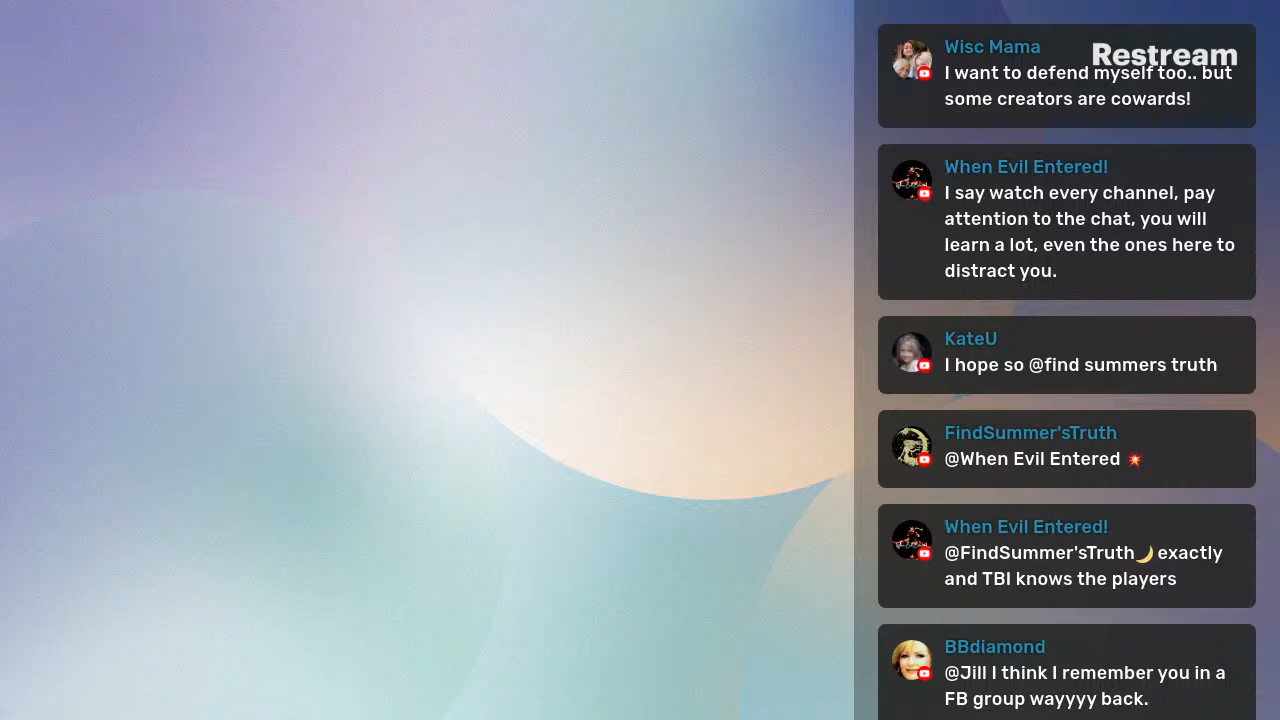 Wisc Mama
Restream
I want to defend myself too.. but
some creators are cowards!
When Evil Entered!
I say watch every channel, pay
attention to the chat, you will
learn a lot, even the ones here to
distract you.
KateU
I hope so @find summers truth
FindSummer'sTruth
@When Evil Entered 💥
When Evil Entered!
@FindSummer'sTruth🌙 exactly
and TBI knows the players
BBdiamond
@Jill I think I remember you in a
FB group wayyyy back.